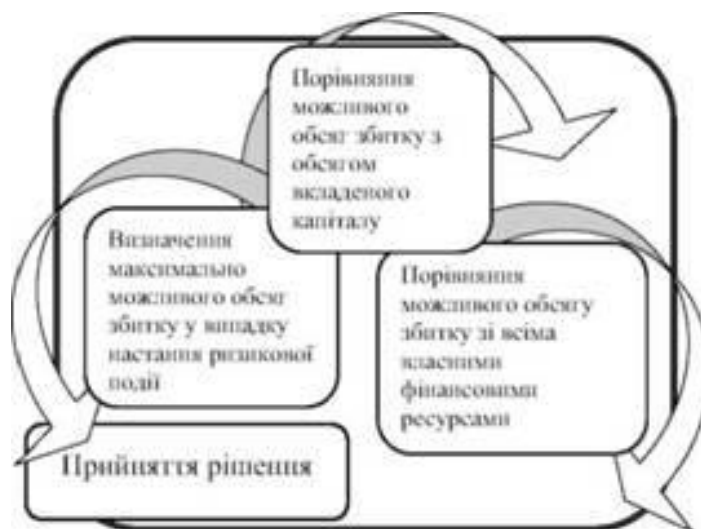 Порівняння
можливого
обсяг збитку з
обсягом
вкладеного
капіталу
Визначення
максимально
можливого обсяг
збитку у випадку
настання ризикової
події
Порівняння
можливого обсягу
збитку зі всіма
власними
фінансовими
ресурсами
Прийняття рішення